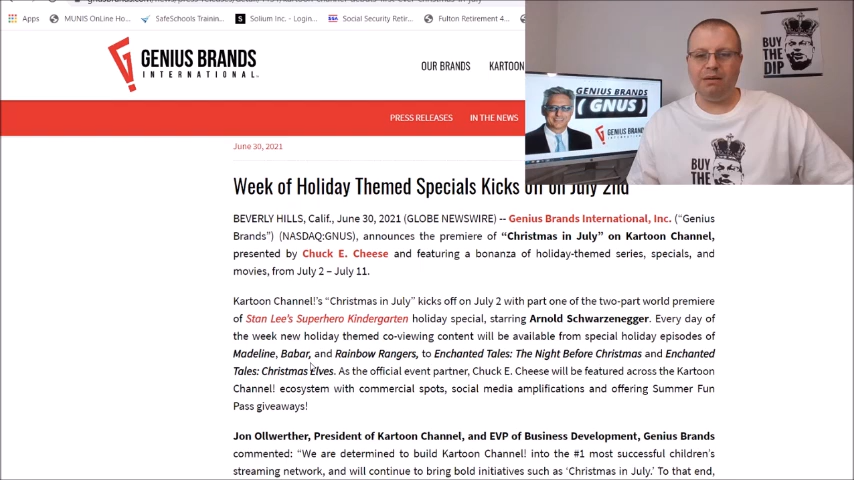 Apps
MUNIS OnLine Ho...
SafeSchools Trainin...
Solium Inc. - Login...
Social Security Retir...
Fulton Retirement 4...
GENIUS BRANDS
INTERNATIONAL
OUR BRANDS
KARTOON
PRESS RELEASES
IN THE NEWS
GENIUS BRANDS
( GNUS )
GENIUS BRANDS
BUY
THE
DIP
BUY
THE
June 30, 2021
Week of Holiday Themed Specials Kicks off on July 2nd
BEVERLY HILLS, Calif., June 30, 2021 (GLOBE NEWSWIRE) -- Genius Brands International, Inc. ("Genius
Brands") (NASDAQ:GNUS), announces the premiere of "Christmas in July" on Kartoon Channel,
presented by Chuck E. Cheese and featuring a bonanza of holiday-themed series, specials, and
movies, from July 2 – July 11.
Kartoon Channel!'s "Christmas in July" kicks off on July 2 with part one of the two-part world premiere
of Stan Lee's Superhero Kindergarten holiday special, starring Arnold Schwarzenegger. Every day of
the week new holiday themed co-viewing content will be available from special holiday episodes of
Madeline, Babar, and Rainbow Rangers, to Enchanted Tales: The Night Before Christmas and Enchanted
Tales: Christmas Elves. As the official event partner, Chuck E. Cheese will be featured across the Kartoon
Channel! ecosystem with commercial spots, social media amplifications and offering Summer Fun
Pass giveaways!
Jon Ollwerther, President of Kartoon Channel, and EVP of Business Development, Genius Brands
commented: "We are determined to build Kartoon Channel! into the #1 most successful children's
streaming network, and will continue to bring bold initiatives such as 'Christmas in July.' To that end,